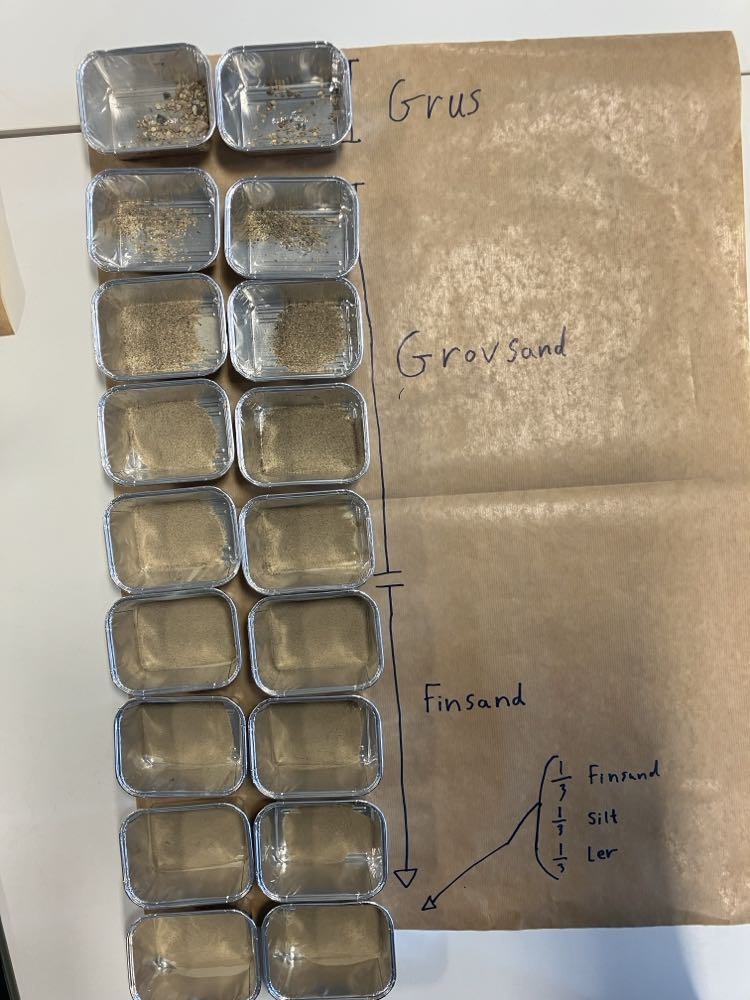 Grus
Grovsand
Finsand
1/3 Finsand
1/3 Silt
1/3 Ler